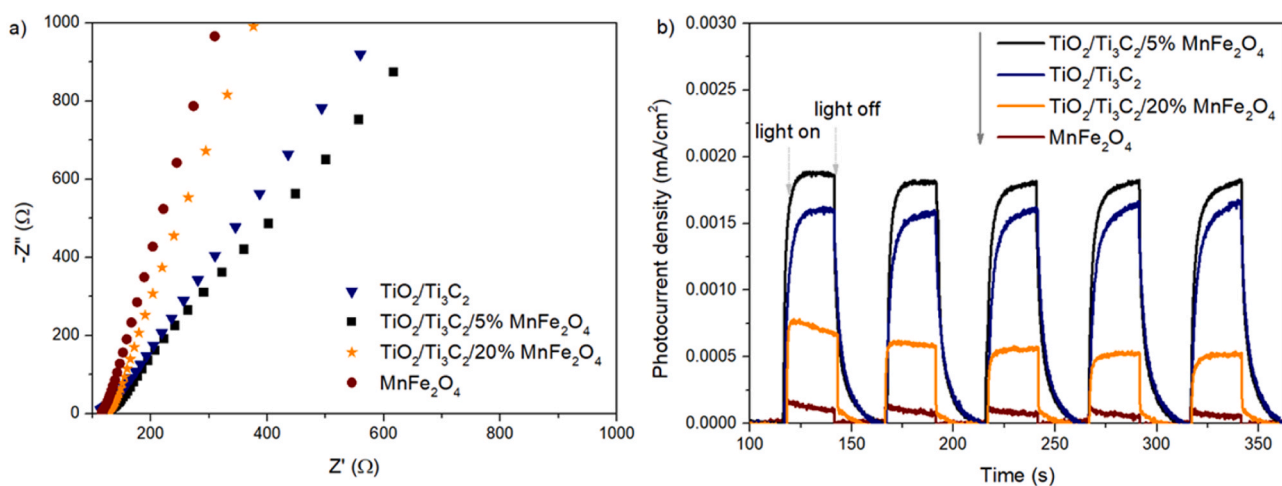 a)
1000
800
600
400
200
0
-Z'' (Ω)
200
400
600
800
1000
Z' (Ω)
TiO₂/Ti₃C₂
TiO₂/Ti₃C₂/5% MnFe₂O₄
TiO₂/Ti₃C₂/20% MnFe₂O₄
MnFe₂O₄
b)
0.0030
0.0025
0.0020
0.0015
0.0010
0.0005
0.0000
Photocurrent density (mA/cm²)
TiO₂/Ti₃C₂/5% MnFe₂O₄
TiO₂/Ti₃C₂
TiO₂/Ti₃C₂/20% MnFe₂O₄
MnFe₂O₄
light off
light on
100
150
200
250
300
350
Time (s)